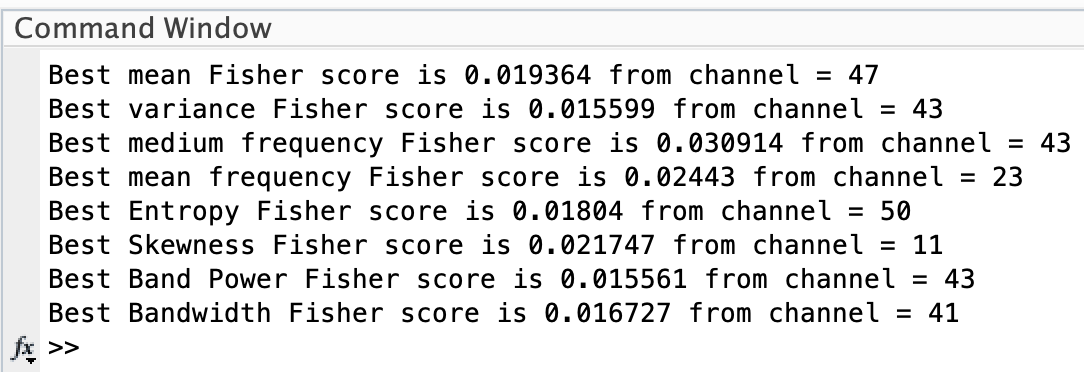 Command Window
Best mean Fisher score is 0.019364 from channel = 47
Best variance Fisher score is 0.015599 from channel = 43
Best medium frequency Fisher score is 0.030914 from channel = 43
Best mean frequency Fisher score is 0.02443 from channel = 23
Best Entropy Fisher score is 0.01804 from channel = 50
Best Skewness Fisher score is 0.021747 from channel = 11
Best Band Power Fisher score is 0.015561 from channel = 43
Best Bandwidth Fisher score is 0.016727 from channel = 41
fx >>